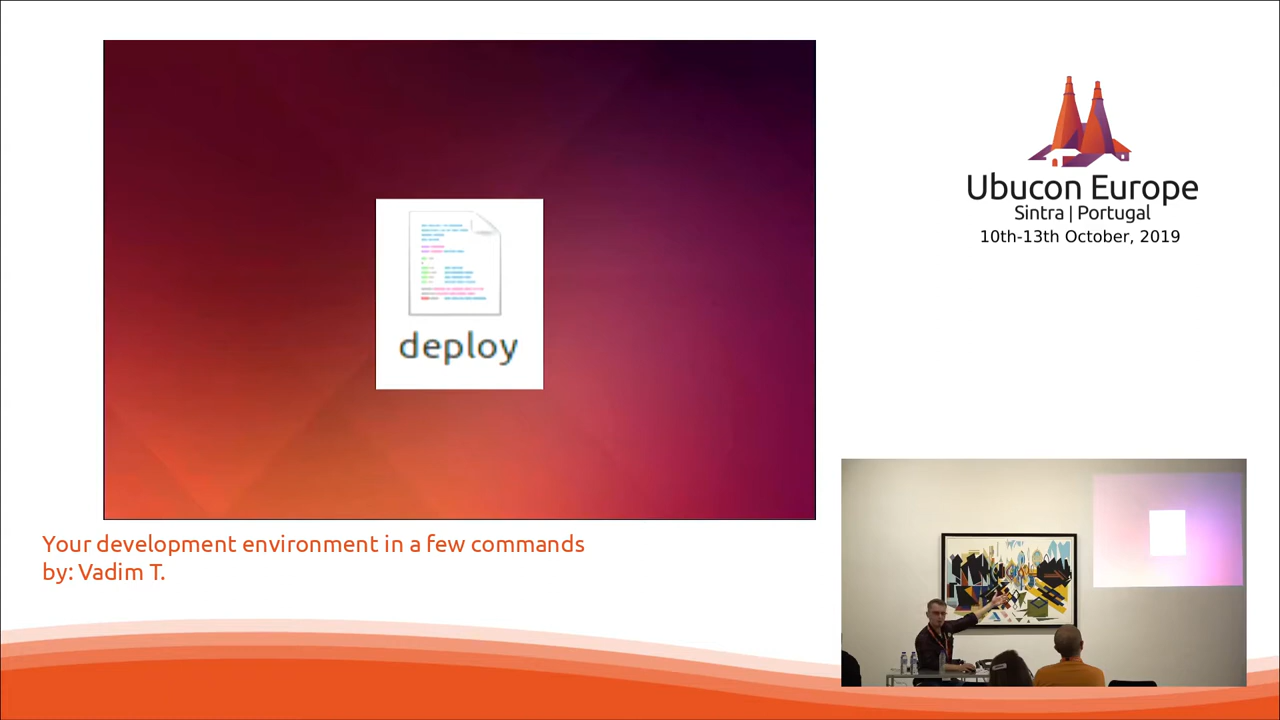 deploy
Ubucon Europe
Sintra | Portugal
10th-13th October, 2019
Your development environment in a few commands
by: Vadim T.